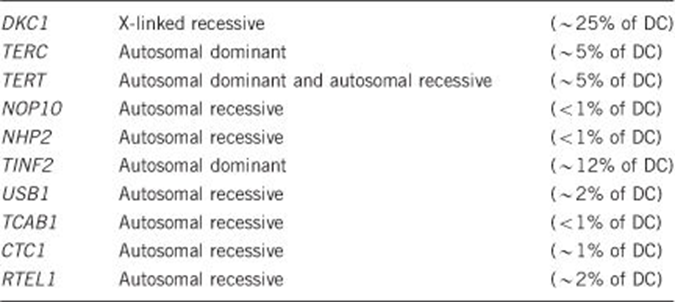 DKC1 X-linked recessive (~25% of DC)
TERC Autosomal dominant (~5% of DC)
TERT Autosomal dominant and autosomal recessive (~5% of DC)
NOP10 Autosomal recessive (<1% of DC)
NHP2 Autosomal recessive (<1% of DC)
TINF2 Autosomal dominant (~12% of DC)
USB1 Autosomal recessive (~2% of DC)
TCAB1 Autosomal recessive (<1% of DC)
CTC1 Autosomal recessive (~1% of DC)
RTEL1 Autosomal recessive (~2% of DC)